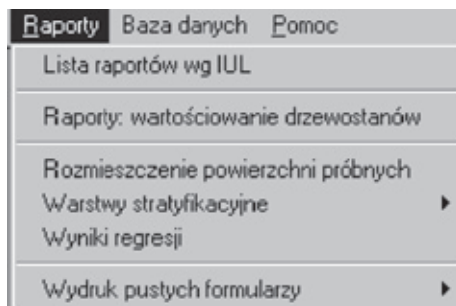 Raporty Baza danych Pomoc
Lista raportów wg IUL
Raporty: wartościowanie drzewostanów
Rozmieszczenie powierzchni próbnych
Warstwy stratyfikacyjne
Wyniki regresji
Wydruk pustych formularzy